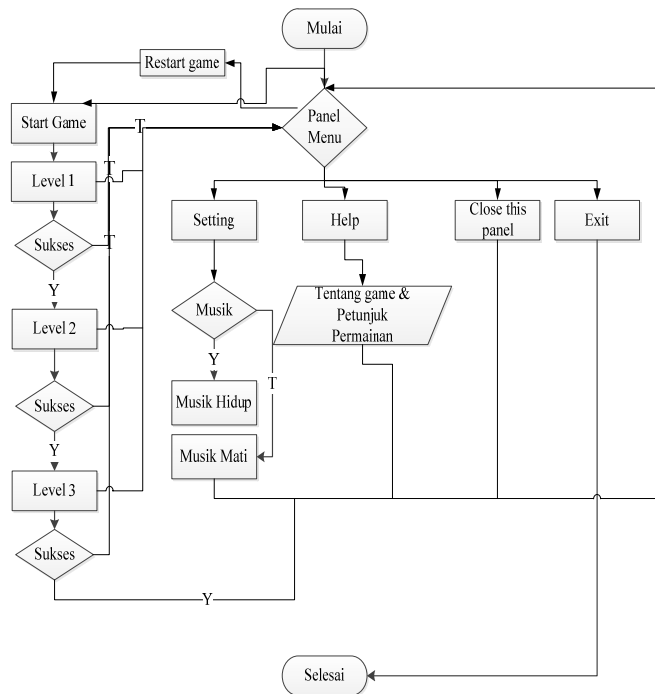 Mulai
Restart game
Start Game
Panel
Menu
T
T
Level 1
Setting
Help
Close this
panel
Exit
Sukses
T
Y
Tentang game &
Petunjuk
Permainan
Musik
Level 2
Y
T
Sukses
Musik Hidup
Y
Musik Mati
Level 3
Sukses
Y
Selesai